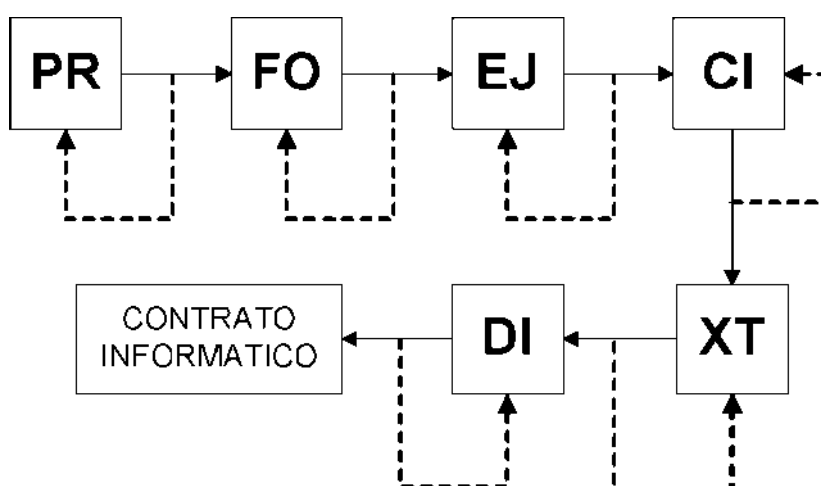 PR
FO
EJ
CI
CONTRATO
INFORMATICO
DI
XT